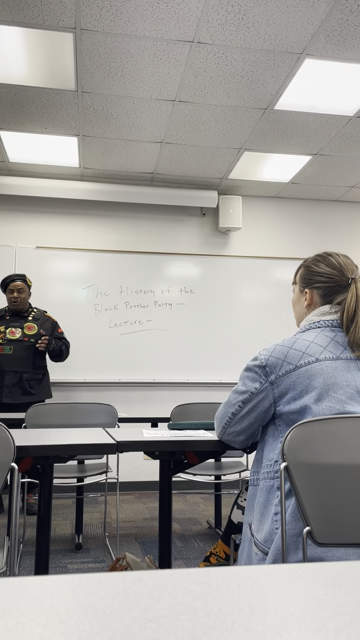 The History of the
Black Panther Party —
Lecture —